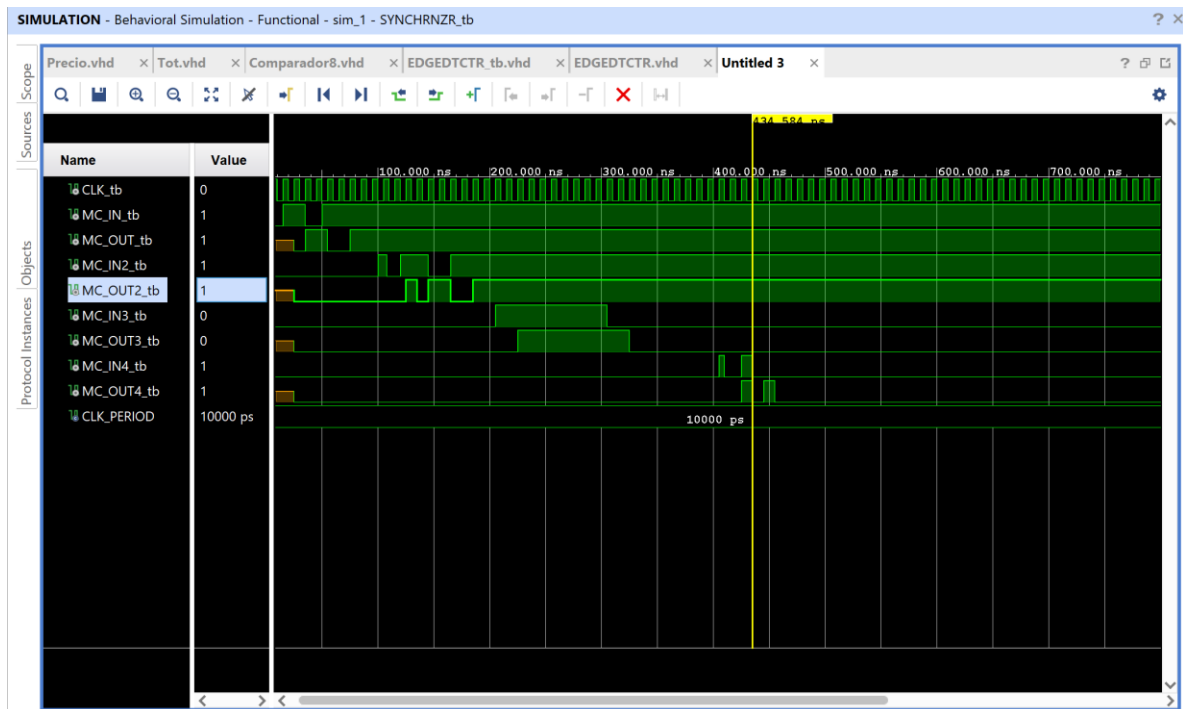 SIMULATION - Behavioral Simulation - Functional - sim_1 - SYNCHRNZR_tb ? ×
Precio.vhd × Tot.vhd × Comparador8.vhd × EDGEDTCTR_tb.vhd × EDGEDTCTR.vhd × Untitled 3 × ?
Scope
Sources
Objects
Protocol Instances
434.584 ns
Name Value
100.000 ns 200.000 ns 300.000 ns 400.000 ns 500.000 ns 600.000 ns 700.000 ns
CLK_tb 0
MC_IN_tb 1
MC_OUT_tb 1
MC_IN2_tb 1
MC_OUT2_tb 1
MC_IN3_tb 0
MC_OUT3_tb 0
MC_IN4_tb 1
MC_OUT4_tb 1
CLK_PERIOD 10000 ps 10000 ps